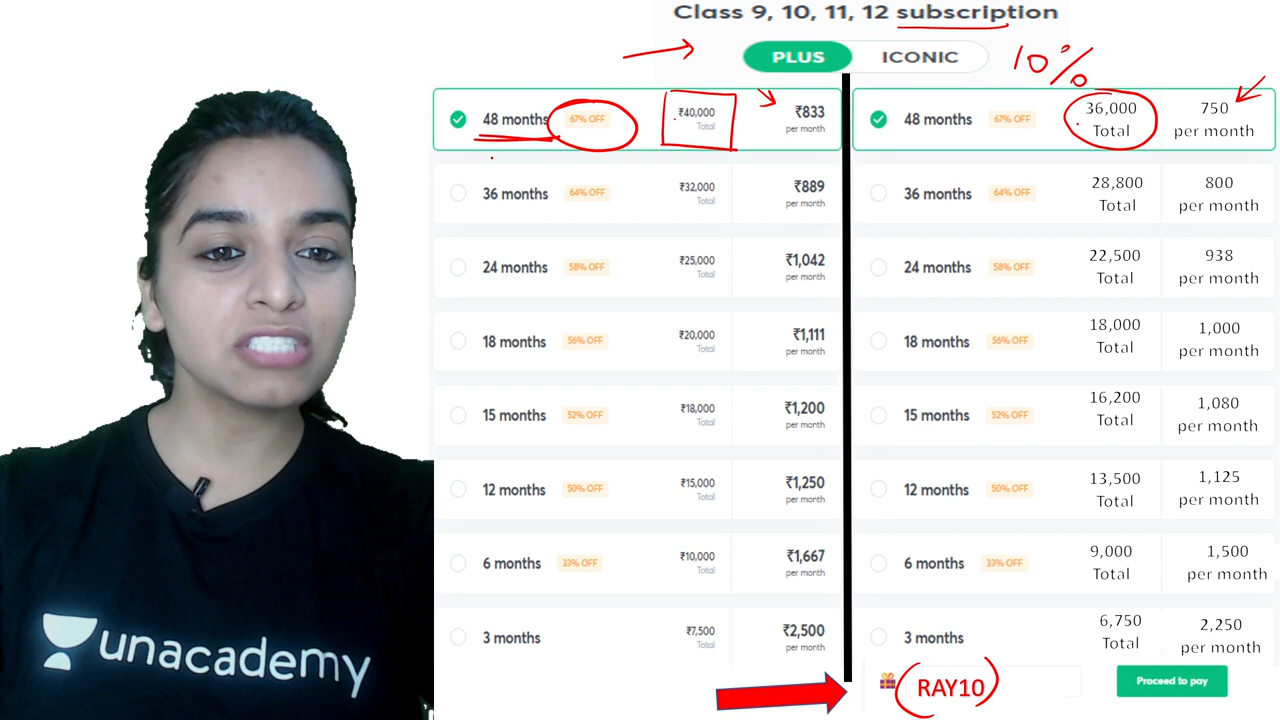 Class 9, 10, 11, 12 subscription
PLUS ICONIC
10%
48 months 67% OFF ₹40,000 Total ₹833 per month
36 months 64% OFF ₹32,000 Total ₹889 per month
24 months 58% OFF ₹25,000 Total ₹1,042 per month
18 months 56% OFF ₹20,000 Total ₹1,111 per month
15 months 52% OFF ₹18,000 Total ₹1,200 per month
12 months 50% OFF ₹15,000 Total ₹1,250 per month
6 months 33% OFF ₹10,000 Total ₹1,667 per month
3 months ₹7,500 Total ₹2,500 per month
48 months 67% OFF 36,000 Total 750 per month
36 months 64% OFF 28,800 Total 800 per month
24 months 58% OFF 22,500 Total 938 per month
18 months 56% OFF 18,000 Total 1,000 per month
15 months 52% OFF 16,200 Total 1,080 per month
12 months 50% OFF 13,500 Total 1,125 per month
6 months 33% OFF 9,000 Total 1,500 per month
3 months 6,750 Total 2,250 per month
RAY10
Proceed to pay
unacademy